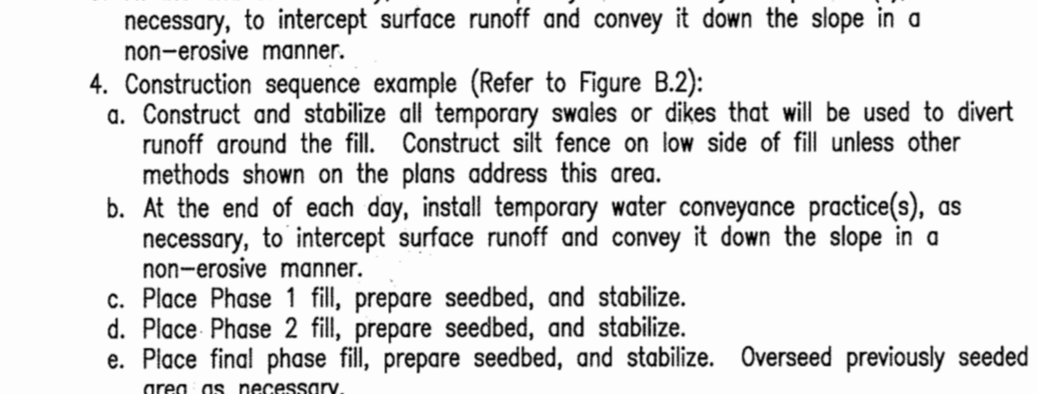 necessary, to intercept surface runoff and convey it down the slope in a
non-erosive manner.
4. Construction sequence example (Refer to Figure B.2):
a. Construct and stabilize all temporary swales or dikes that will be used to divert
runoff around the fill. Construct silt fence on low side of fill unless other
methods shown on the plans address this area.
b. At the end of each day, install temporary water conveyance practice(s), as
necessary, to intercept surface runoff and convey it down the slope in a
non-erosive manner.
c. Place Phase 1 fill, prepare seedbed, and stabilize.
d. Place Phase 2 fill, prepare seedbed, and stabilize.
e. Place final phase fill, prepare seedbed, and stabilize. Overseed previously seeded
area as necessary.